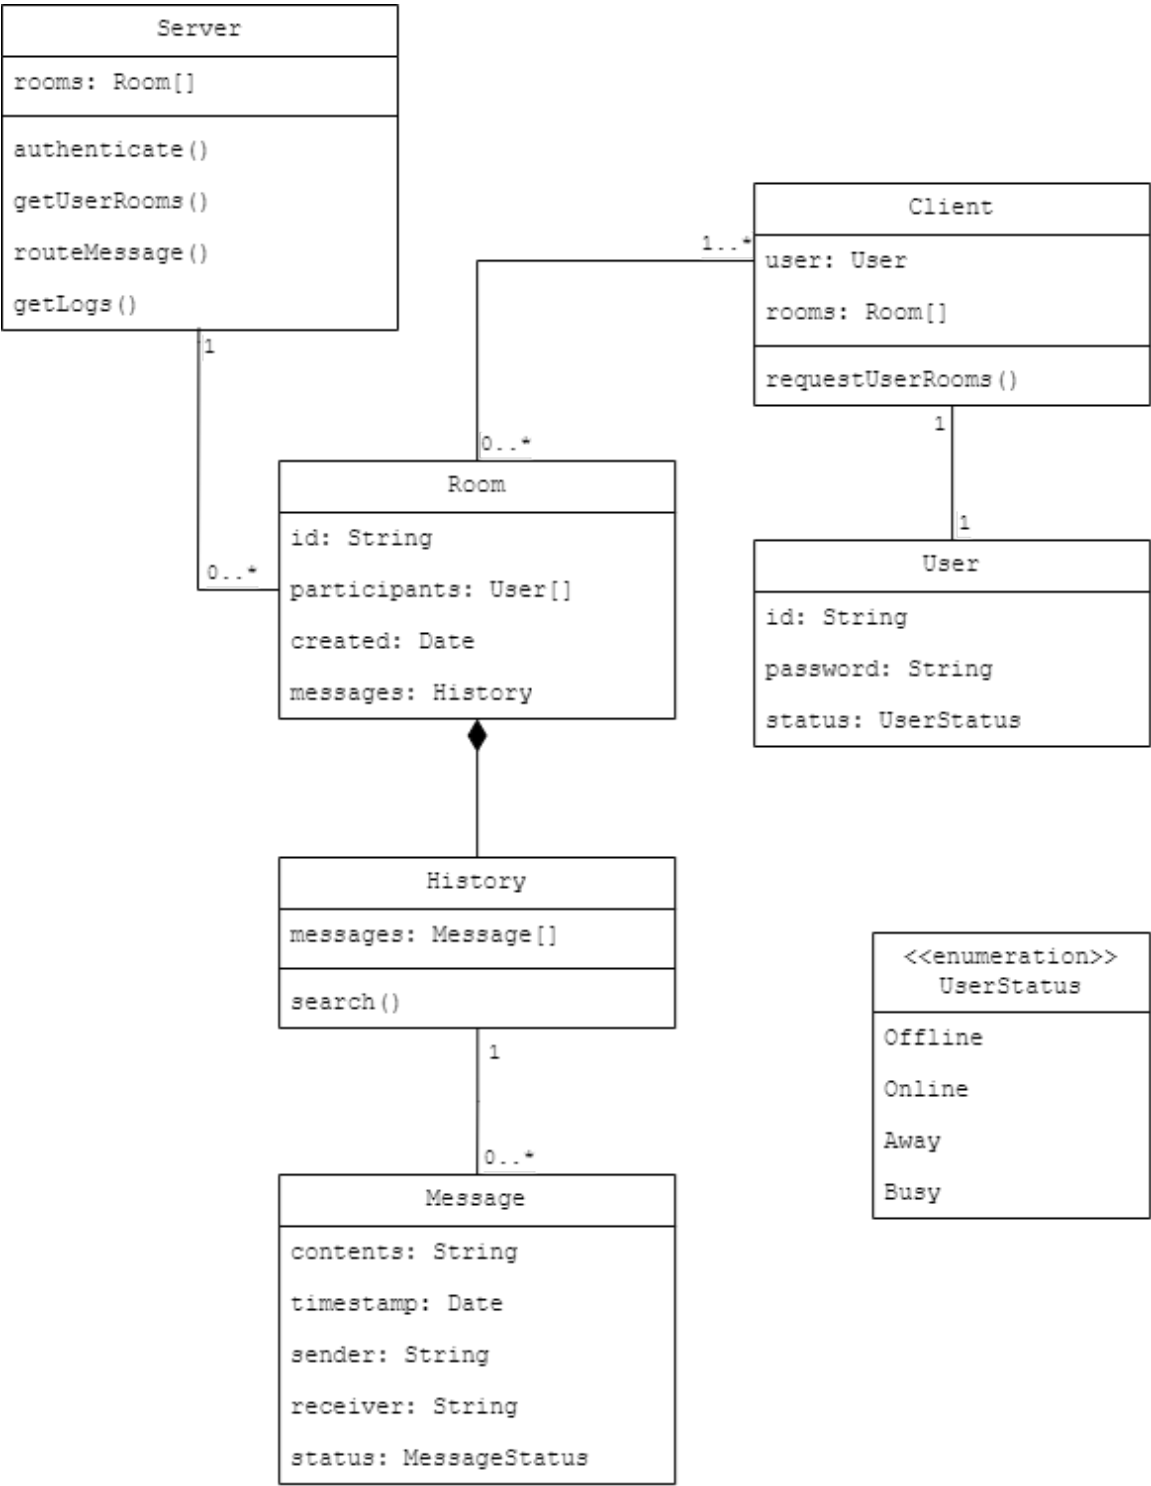 Server
rooms: Room[]
authenticate()
getUserRooms()
routeMessage()
getLogs()
1
0..*
Client
user: User
rooms: Room[]
requestUserRooms()
1..*
0..*
1
1
Room
id: String
participants: User[]
created: Date
messages: History
User
id: String
password: String
status: UserStatus
History
messages: Message[]
search()
1
0..*
<<enumeration>>
UserStatus
Offline
Online
Away
Busy
Message
contents: String
timestamp: Date
sender: String
receiver: String
status: MessageStatus